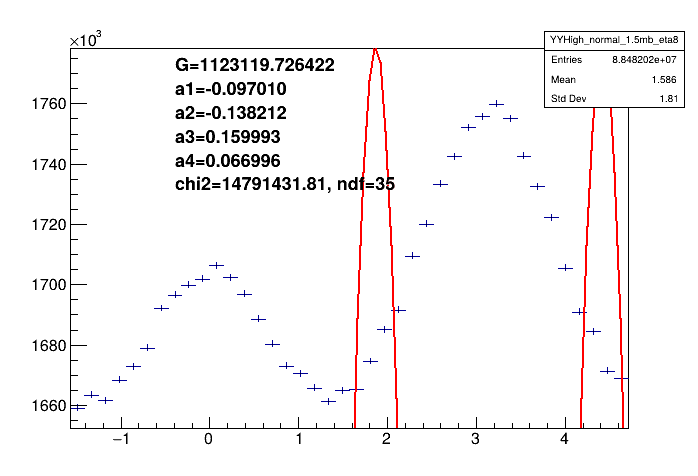 ×10³
YYHigh_normal_1.5mb_eta8
Entries 8.848202e+07
Mean 1.586
Std Dev 1.81
G=1123119.726422
a1=-0.097010
a2=-0.138212
a3=0.159993
a4=0.066996
chi2=14791431.81, ndf=35
1760
1740
1720
1700
1680
1660
−1 0 1 2 3 4